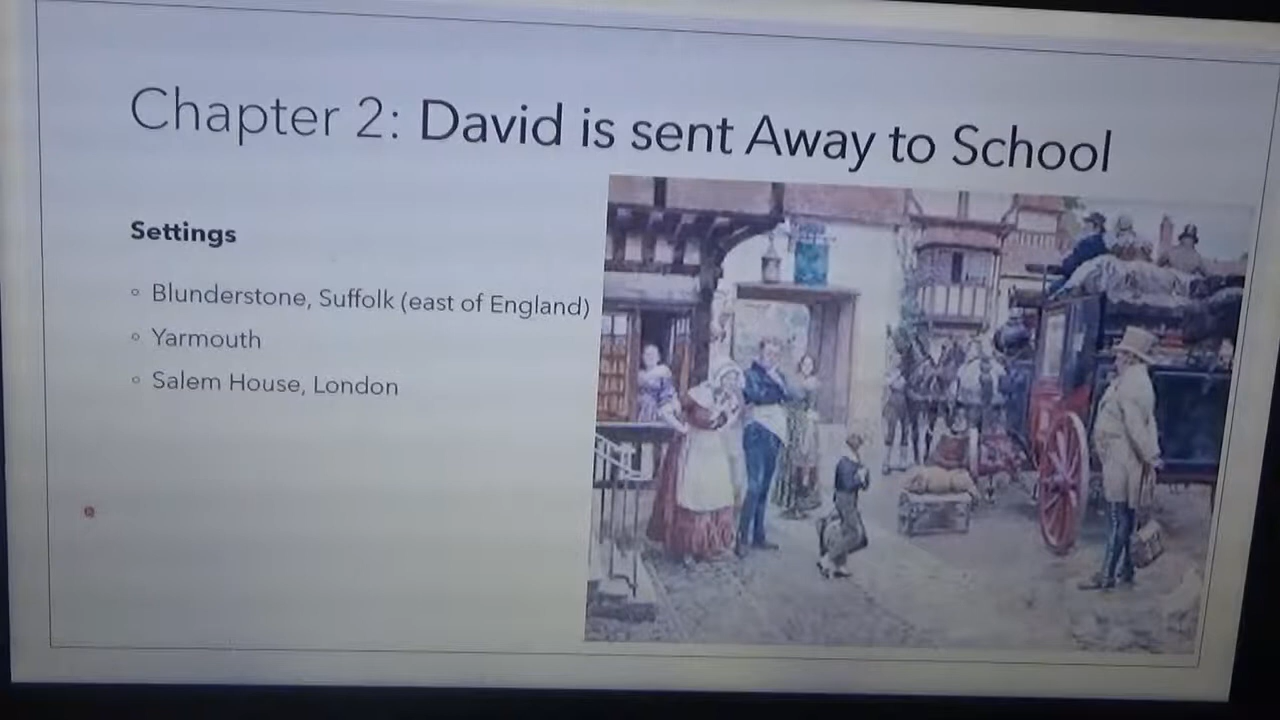 Chapter 2: David is sent Away to School
Settings
Blunderstone, Suffolk (east of England)
Yarmouth
Salem House, London